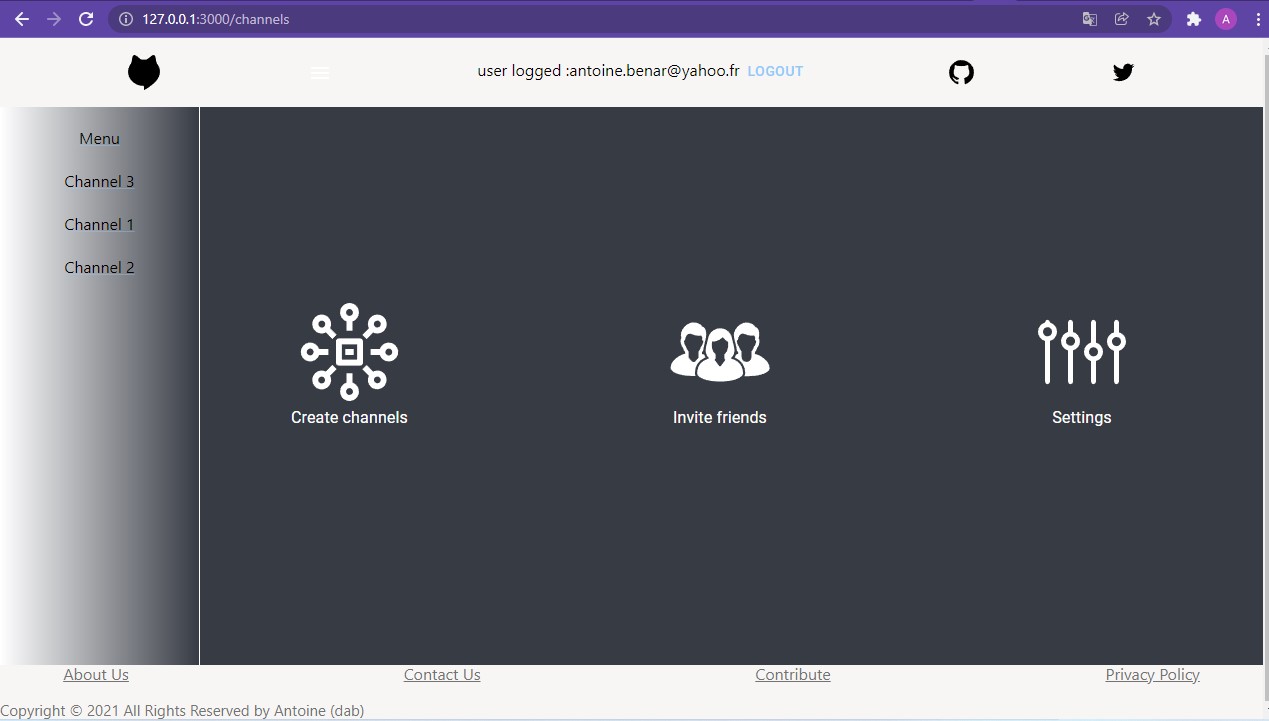 127.0.0.1:3000/channels
A
user logged :antoine.benar@yahoo.fr LOGOUT
Menu
Channel 3
Channel 1
Channel 2
Create channels
Invite friends
Settings
About Us
Contact Us
Contribute
Privacy Policy
Copyright © 2021 All Rights Reserved by Antoine (dab)